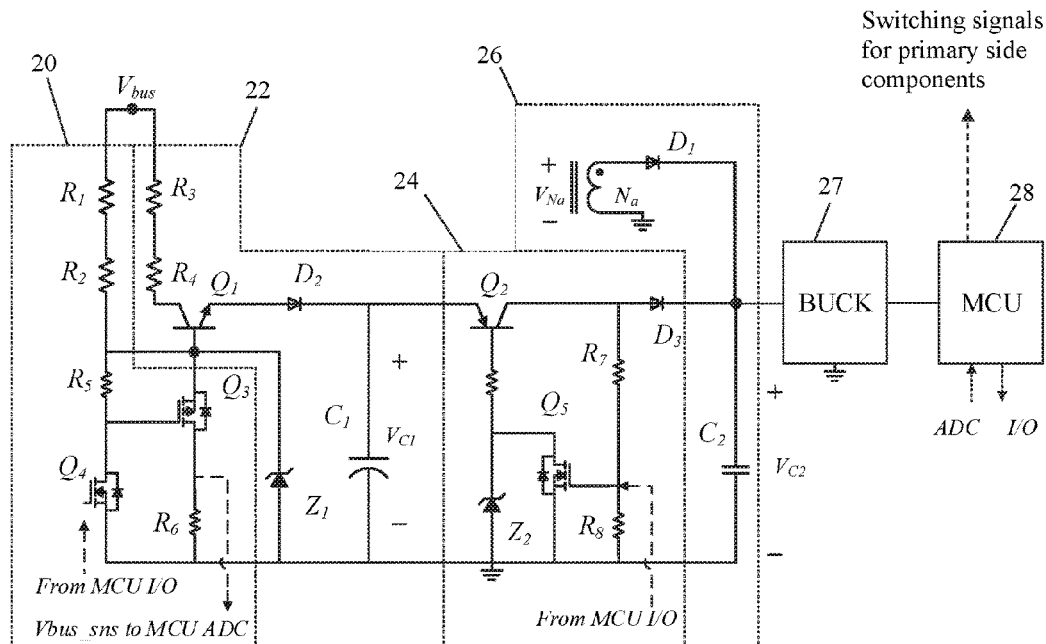 Switching signals
for primary side
components
20
V_bus
22
26
R_1
R_3
+
V_Na
−
N_a
D_1
24
27
28
R_2
R_4
Q_1
D_2
Q_2
D_3
BUCK
MCU
R_5
Q_3
C_1
+
V_C1
−
R_7
Q_5
C_2
+
V_C2
−
ADC
I/O
Q_4
R_6
Z_1
Z_2
R_8
From MCU I/O
Vbus_sns to MCU ADC
From MCU I/O